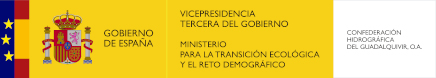 GOBIERNO
DE ESPAÑA
VICEPRESIDENCIA
TERCERA DEL GOBIERNO
MINISTERIO
PARA LA TRANSICIÓN ECOLÓGICA
Y EL RETO DEMOGRÁFICO
CONFEDERACIÓN
HIDROGRÁFICA
DEL GUADALQUIVIR, O.A.